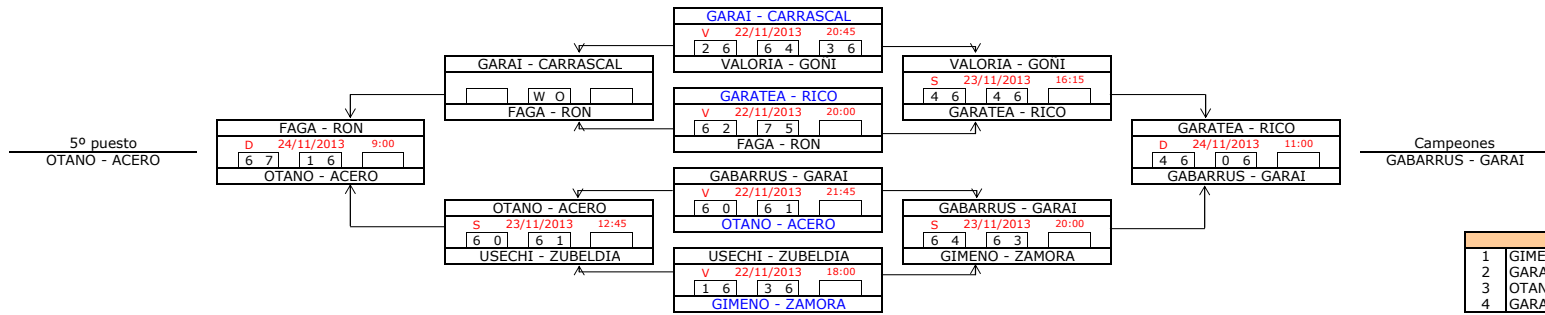 GARAI - CARRASCAL
V 22/11/2013 20:45
2 6 6 4 3 6
VALORIA - GOÑI
GARAI - CARRASCAL
W O
FAGA - RON
VALORIA - GOÑI
S 23/11/2013 16:15
4 6 4 6
GARATEA - RICO
GARATEA - RICO
V 22/11/2013 20:00
6 2 7 5
FAGA - RON
5º puesto
OTANO - ACERO
FAGA - RON
D 24/11/2013 9:00
6 7 1 6
OTANO - ACERO
GARATEA - RICO
D 24/11/2013 11:00
4 6 0 6
GABARRUS - GARAI
Campeones
GABARRUS - GARAI
GABARRUS - GARAI
V 22/11/2013 21:45
6 0 6 1
OTANO - ACERO
OTANO - ACERO
S 23/11/2013 12:45
6 0 6 1
USECHI - ZUBELDIA
GABARRUS - GARAI
S 23/11/2013 20:00
6 4 6 3
GIMENO - ZAMORA
USECHI - ZUBELDIA
V 22/11/2013 18:00
1 6 3 6
GIMENO - ZAMORA
1 GIME
2 GARA
3 OTAN
4 GARA